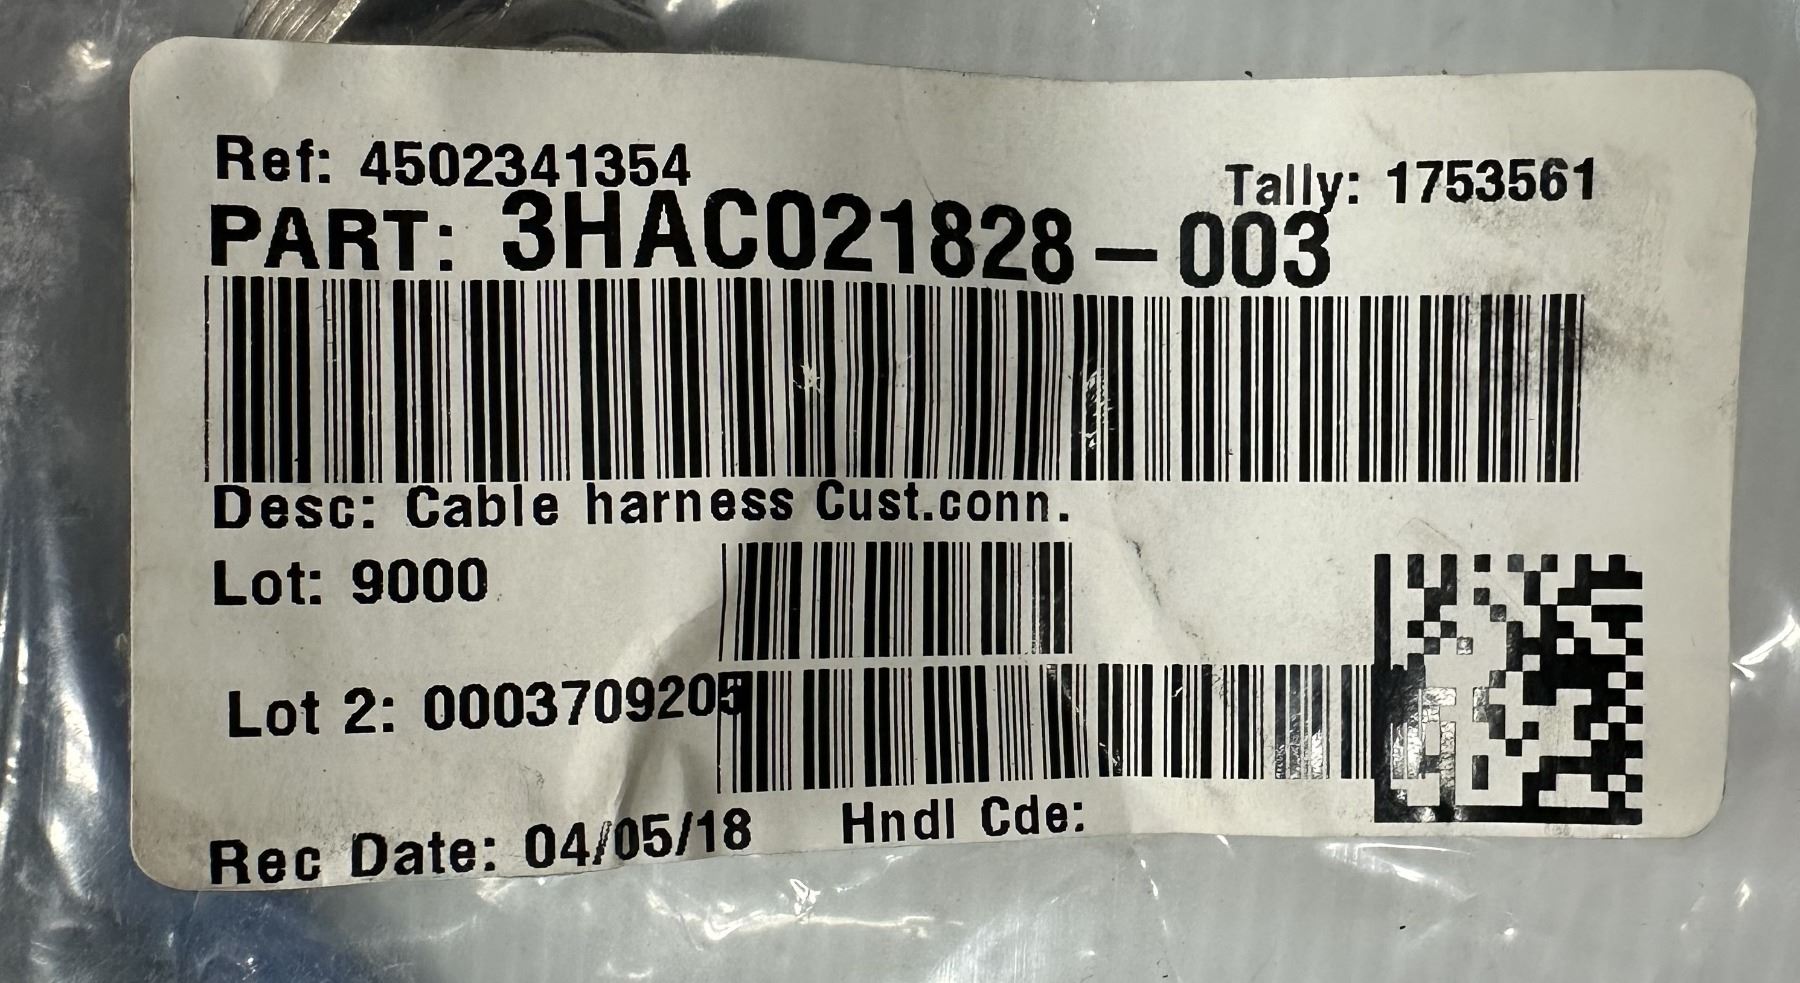 Ref: 4502341354
Tally: 1753561
PART: 3HAC021828-003
Desc: Cable harness Cust.conn.
Lot: 9000
Lot 2: 0003709205
Rec Date: 04/05/18
Hndl Cde: